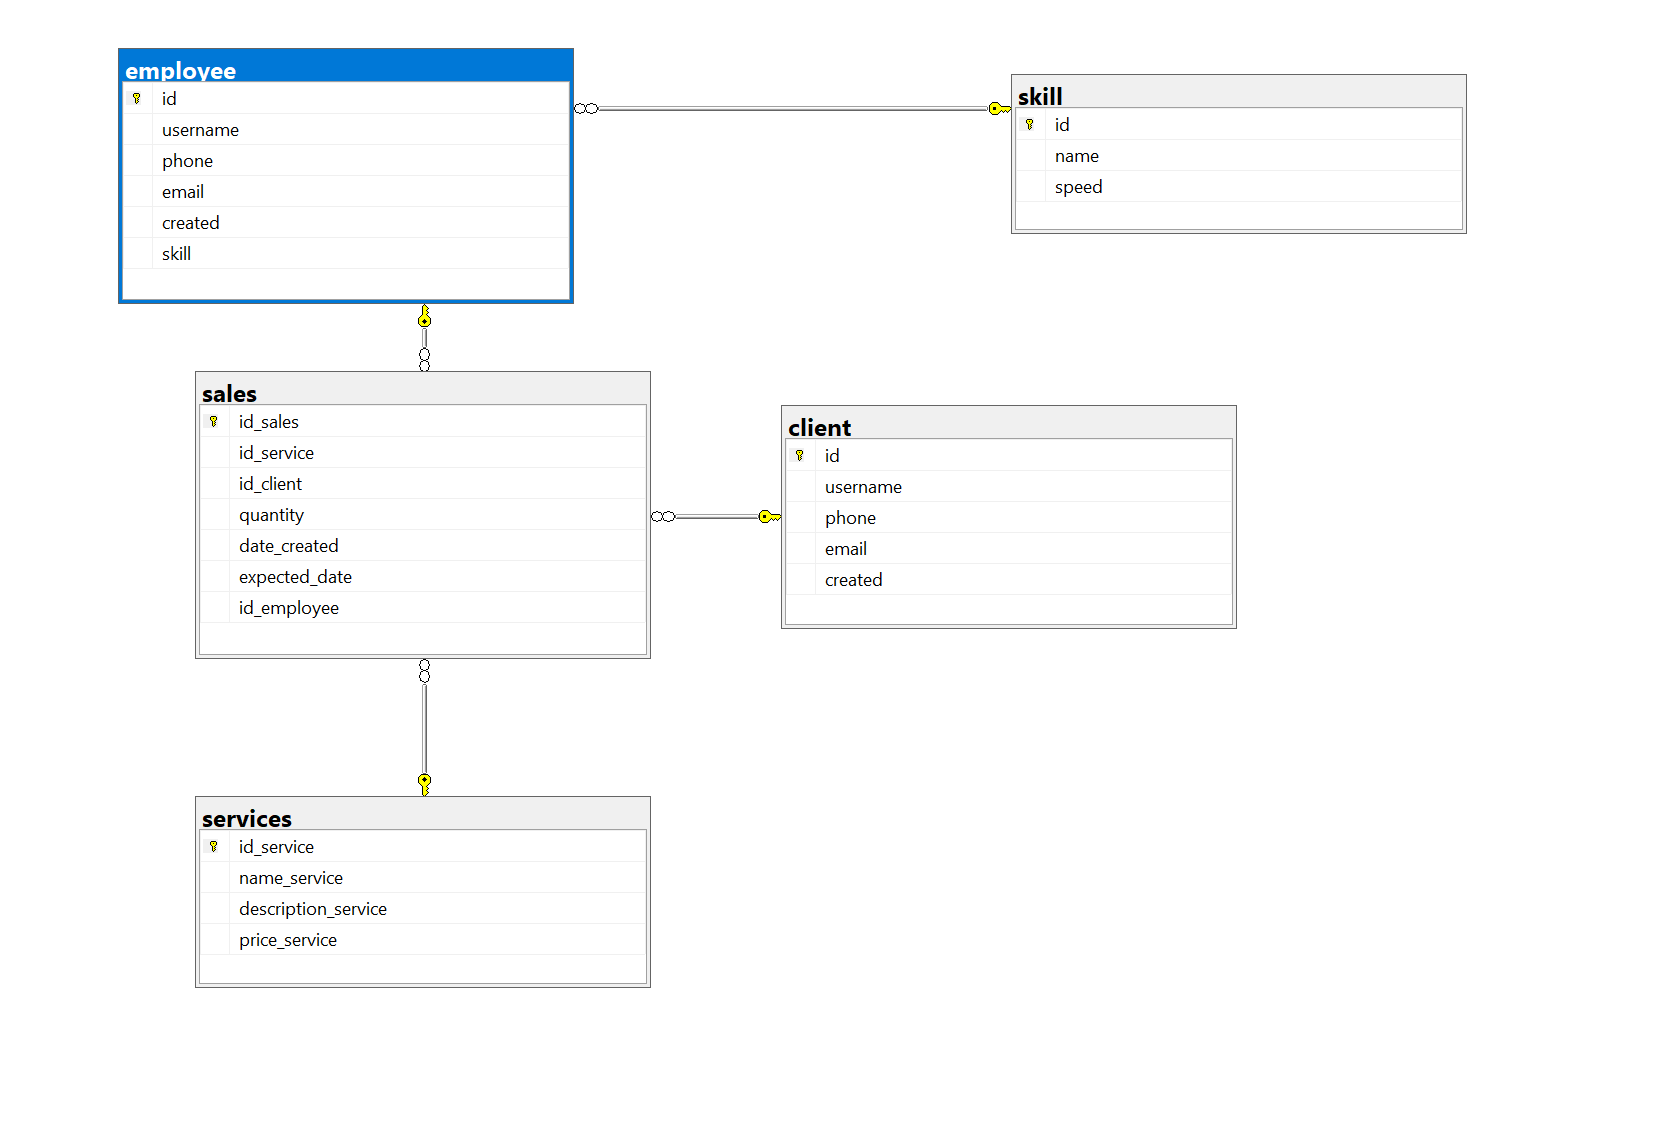 employee
id
username
phone
email
created
skill
skill
id
name
speed
sales
id_sales
id_service
id_client
quantity
date_created
expected_date
id_employee
client
id
username
phone
email
created
services
id_service
name_service
description_service
price_service